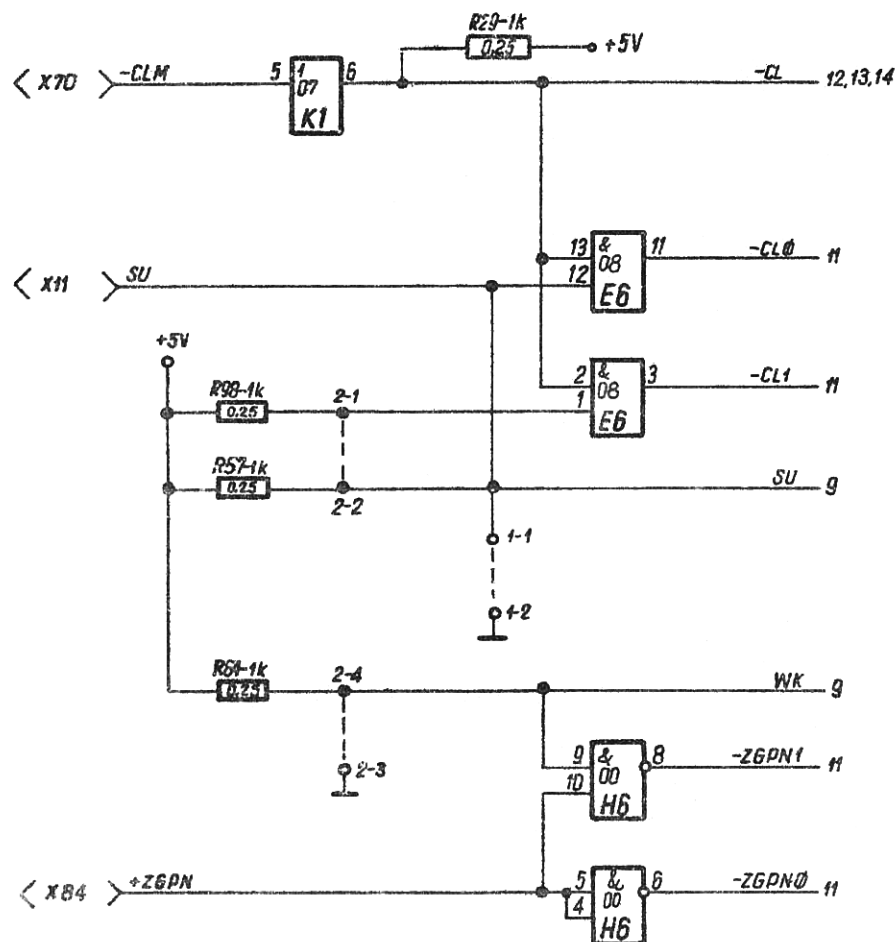 R29-1k
0,25
+5V
X70
-CLM
5
1
07
K1
6
-CL
12,13,14
13
&
08
E6
11
-CLØ
11
12
X11
SU
+5V
2
&
08
E6
3
-CL1
11
1
R98-1k
0,25
2-1
R57-1k
0,25
2-2
SU
9
1-1
1-2
R61-1k
0,25
2-4
WK
9
2-3
9
&
00
H6
8
-ZGPN1
11
10
X84
+ZGPN
5
&
00
H6
6
-ZGPNØ
11
4